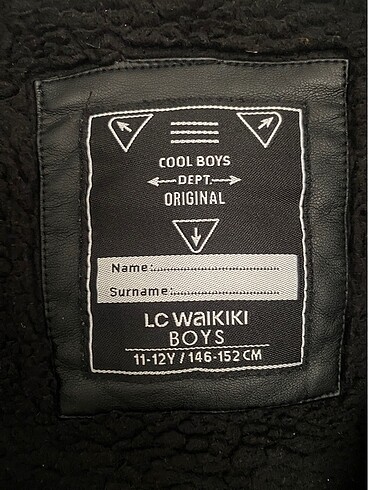 COOL BOYS
DEPT.
ORIGINAL
Name:.......................................
Surname:.................................
LC WaIKIKI
BOYS
11-12Y / 146-152 CM